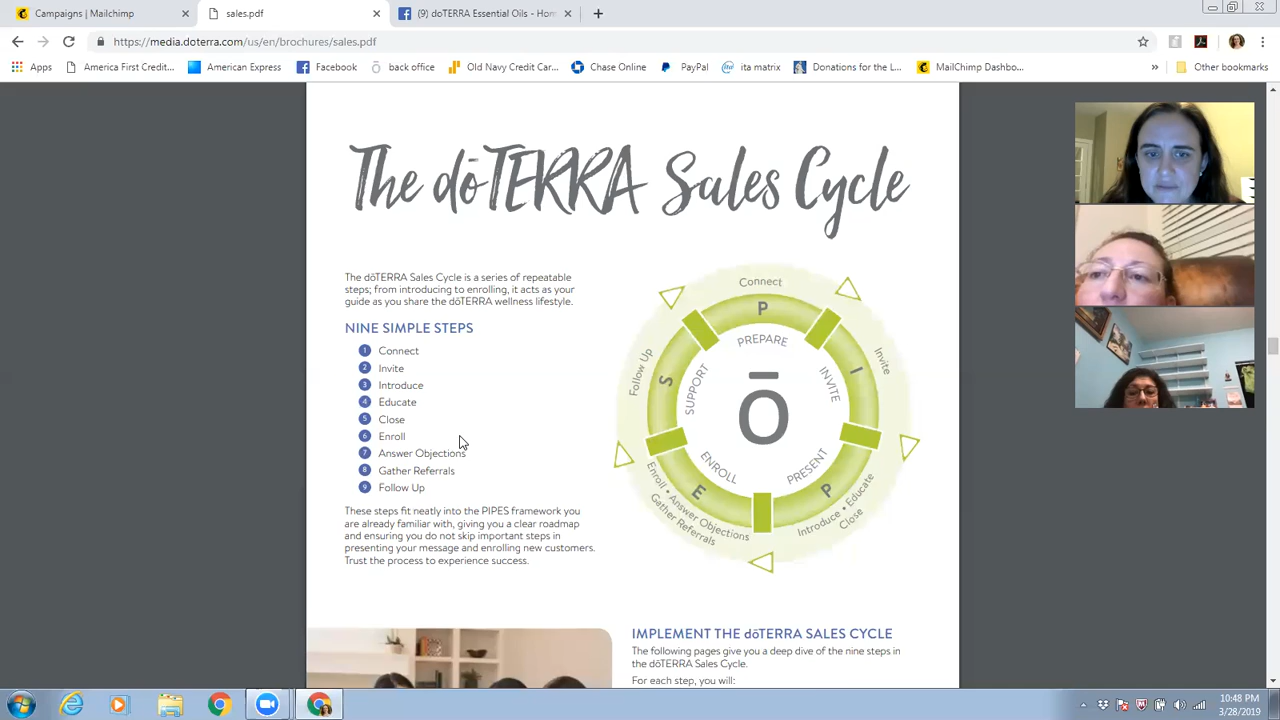 Campaigns | Mailchimp
sales.pdf
(9) doTERRA Essential Oils - Hom
https://media.doterra.com/us/en/brochures/sales.pdf
Apps
America First Credit...
American Express
Facebook
back office
Old Navy Credit Car...
Chase Online
PayPal
ita matrix
Donations for the L...
MailChimp Dashbo...
Other bookmarks
The dōTERRA Sales Cycle
The dōTERRA Sales Cycle is a series of repeatable
steps; from introducing to enrolling, it acts as your
guide as you share the dōTERRA wellness lifestyle.
NINE SIMPLE STEPS
1 Connect
2 Invite
3 Introduce
4 Educate
5 Close
6 Enroll
7 Answer Objections
8 Gather Referrals
9 Follow Up
These steps fit neatly into the PIPES framework you
are already familiar with, giving you a clear roadmap
and ensuring you do not skip important steps in
presenting your message and enrolling new customers.
Trust the process to experience success.
Connect
P
PREPARE
Invite
I
INVITE
Introduce • Educate
Close
P
PRESENT
Enroll • Answer Objections
Gather Referrals
E
ENROLL
Follow Up
S
SUPPORT
ō
IMPLEMENT THE dōTERRA SALES CYCLE
The following pages give you a deep dive of the nine steps in
the dōTERRA Sales Cycle.
For each step, you will:
10:48 PM
3/28/2019